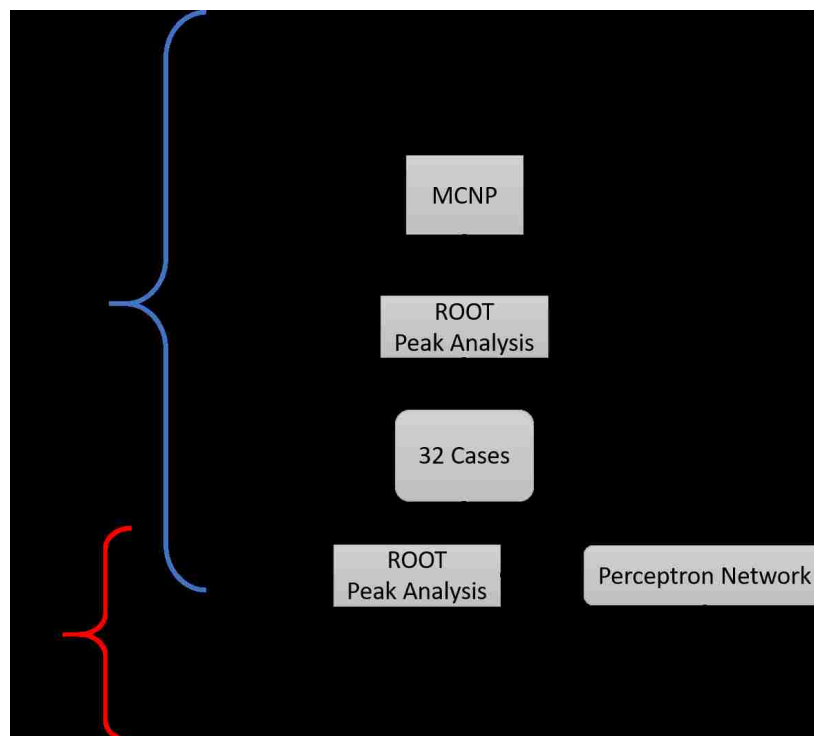 MCNP
ROOT
Peak Analysis
32 Cases
ROOT
Peak Analysis
Perceptron Network